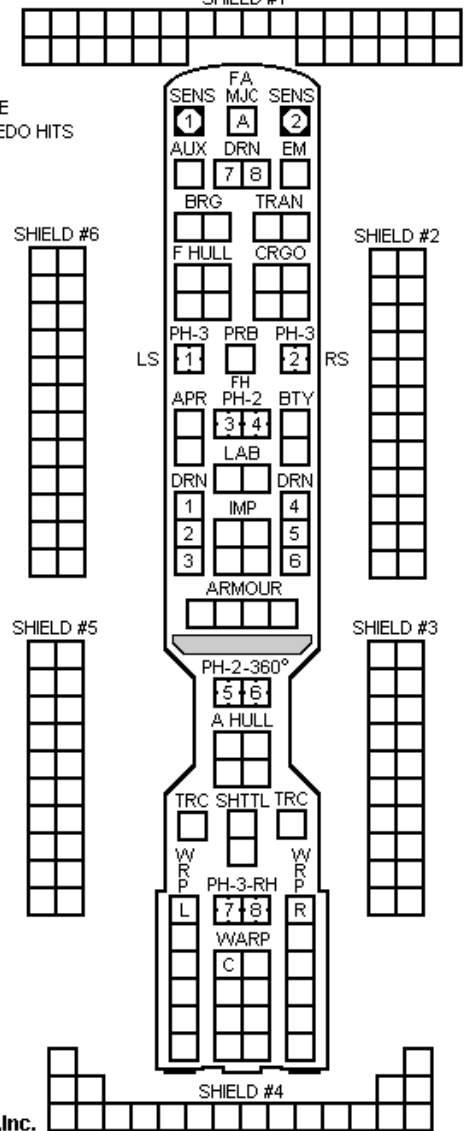 SHIELD #1
FA
SENS MJC SENS
1 A 2
E
EDO HITS
AUX DRN EM
7 8
BRG TRAN
SHIELD #6
SHIELD #2
F HULL CRGO
PH-3 PRB PH-3
LS 1 2 RS
FH
APR PH-2 BTY
3 4
LAB
DRN DRN
IMP
1 4
2 5
3 6
ARMOUR
SHIELD #5
SHIELD #3
PH-2-360°
5 6
A HULL
TRC SHTTL TRC
WRP
WRP
PH-3-RH
L 7 8 R
WARP
C
SHIELD #4
,Inc.